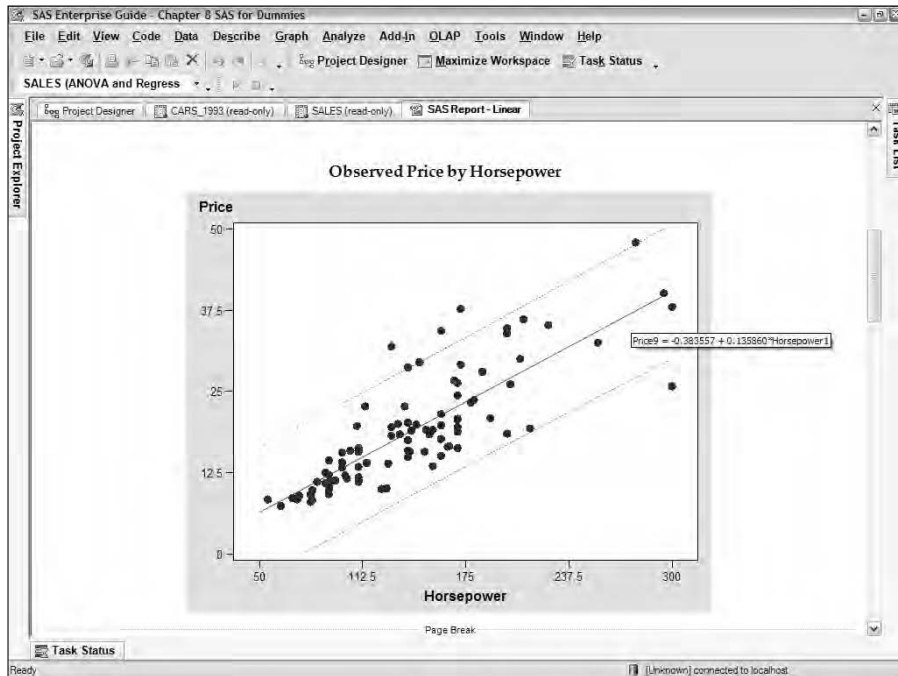 SAS Enterprise Guide - Chapter 8 SAS for Dummies
File Edit View Code Data Describe Graph Analyze Add-In OLAP Tools Window Help
Project Designer Maximize Workspace Task Status
SALES (ANOVA and Regress
Project Designer CARS_1993 (read-only) SALES (read-only) SAS Report - Linear
Project Explorer
Task List
Observed Price by Horsepower
Price
50
37.5
25
12.5
0
Price9 = -0.383557 + 0.135860*Horsepower1
50 112.5 175 237.5 300
Horsepower
Page Break
Task Status
Ready
[Unknown] connected to localhost